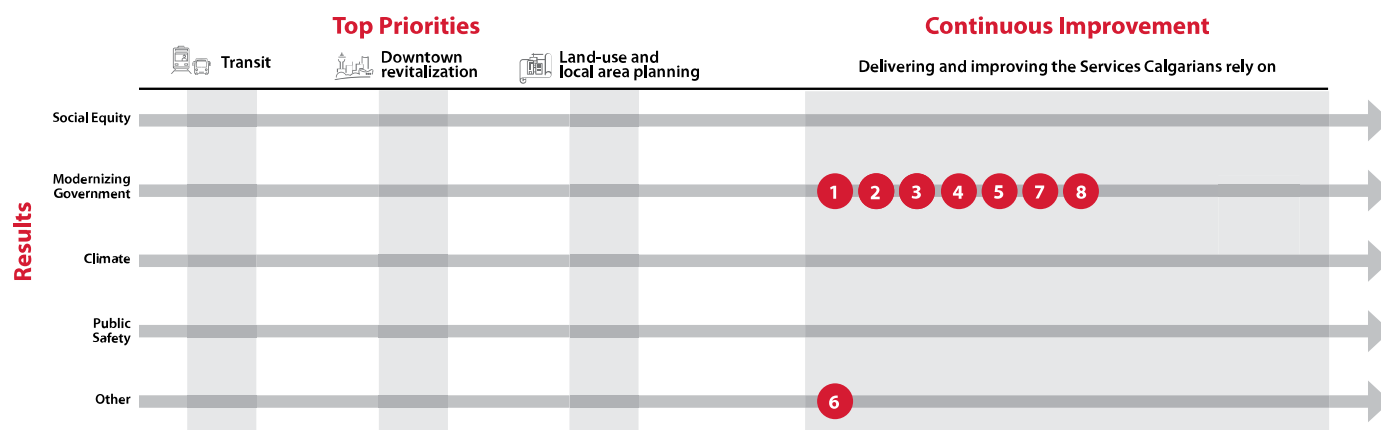 Top Priorities
Continuous Improvement
Transit
Downtown
revitalization
Land-use and
local area planning
Delivering and improving the Services Calgarians rely on
Results
Social Equity
Modernizing
Government
1 2 3 4 5 7 8
Climate
Public
Safety
Other
6